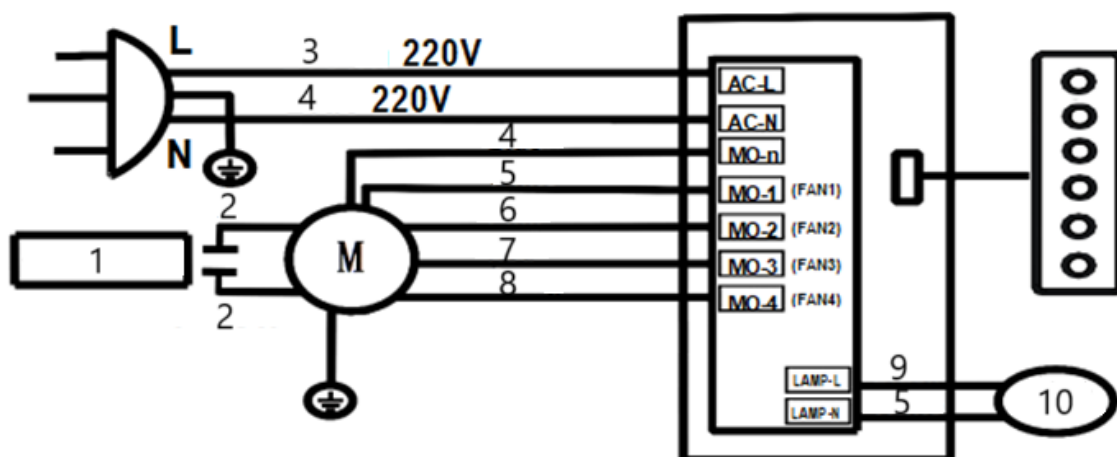 L
3
220V
4
220V
N
AC-L
AC-N
4
MO-n
5
MO-1 (FAN1)
2
6
MO-2 (FAN2)
1
M
7
MO-3 (FAN3)
8
MO-4 (FAN4)
2
LAMP-L
9
LAMP-N
5
10